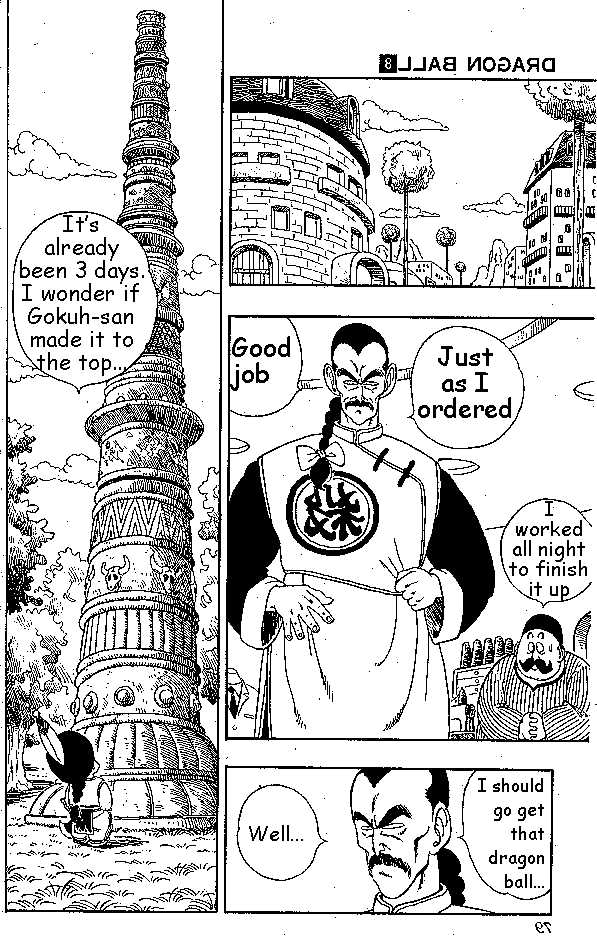 DRAGON BALL 8
It's
already
been 3 days.
I wonder if
Gokuh-san
made it to
the top...
Good
job
Just
as I
ordered
I
worked
all night
to finish
it up
Well...
I should
go get
that
dragon
ball...
79